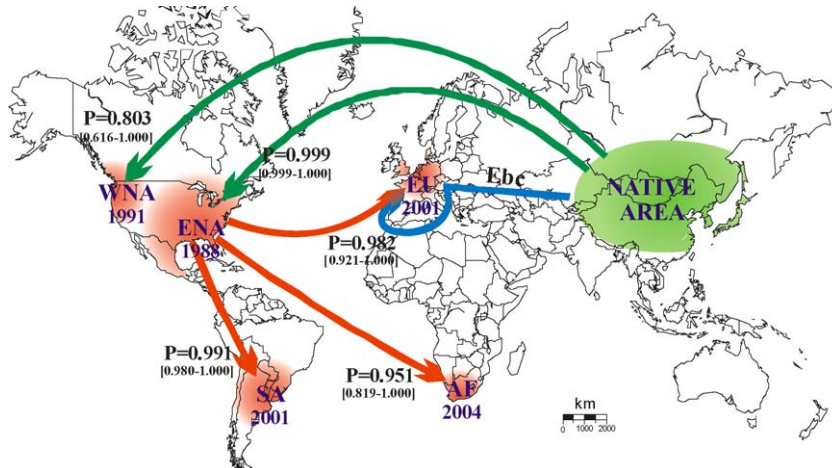 P=0.803
[0.616-1.000]
P=0.999
[0.999-1.000]
WNA
1991
ENA
1988
EU
2001
Ebc
NATIVE
AREA
P=0.982
[0.921-1.000]
P=0.991
[0.980-1.000]
SA
2001
P=0.951
[0.819-1.000]
AF
2004
km
0 1000 2000